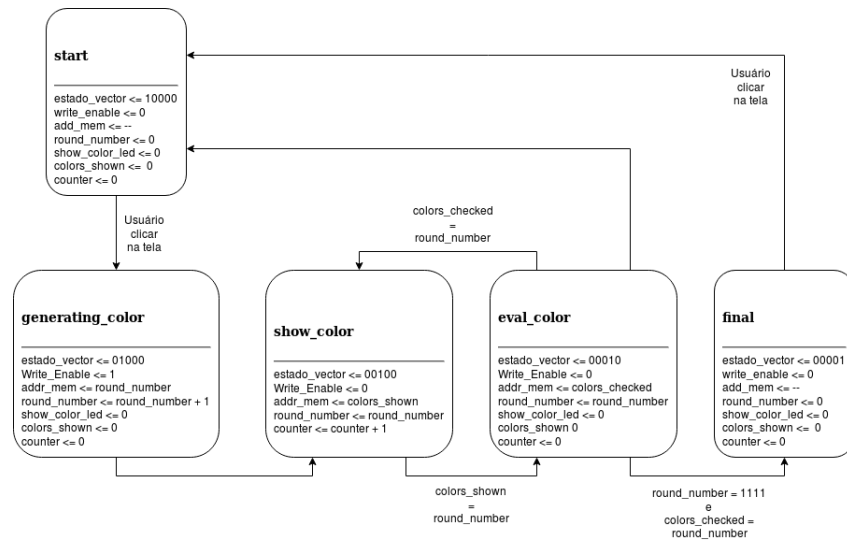 start
estado_vector <= 10000
write_enable <= 0
add_mem <= --
round_number <= 0
show_color_led <= 0
colors_shown <=  0
counter <= 0
Usuário
clicar
na tela
Usuário
clicar
na tela
colors_checked
=
round_number
generating_color
estado_vector <= 01000
Write_Enable <= 1
addr_mem <= round_number
round_number <= round_number + 1
show_color_led <= 0
colors_shown <= 0
counter <= 0
show_color
estado_vector <= 00100
Write_Enable <= 0
addr_mem <= colors_shown
round_number <= round_number
counter <= counter + 1
eval_color
estado_vector <= 00010
Write_Enable <= 0
addr_mem <= colors_checked
round_number <= round_number
show_color_led <= 0
colors_shown 0
counter <= 0
final
estado_vector <= 00001
write_enable <= 0
add_mem <= --
round_number <= 0
show_color_led <= 0
colors_shown <=  0
counter <= 0
colors_shown
=
round_number
round_number = 1111
e
colors_checked =
round_number